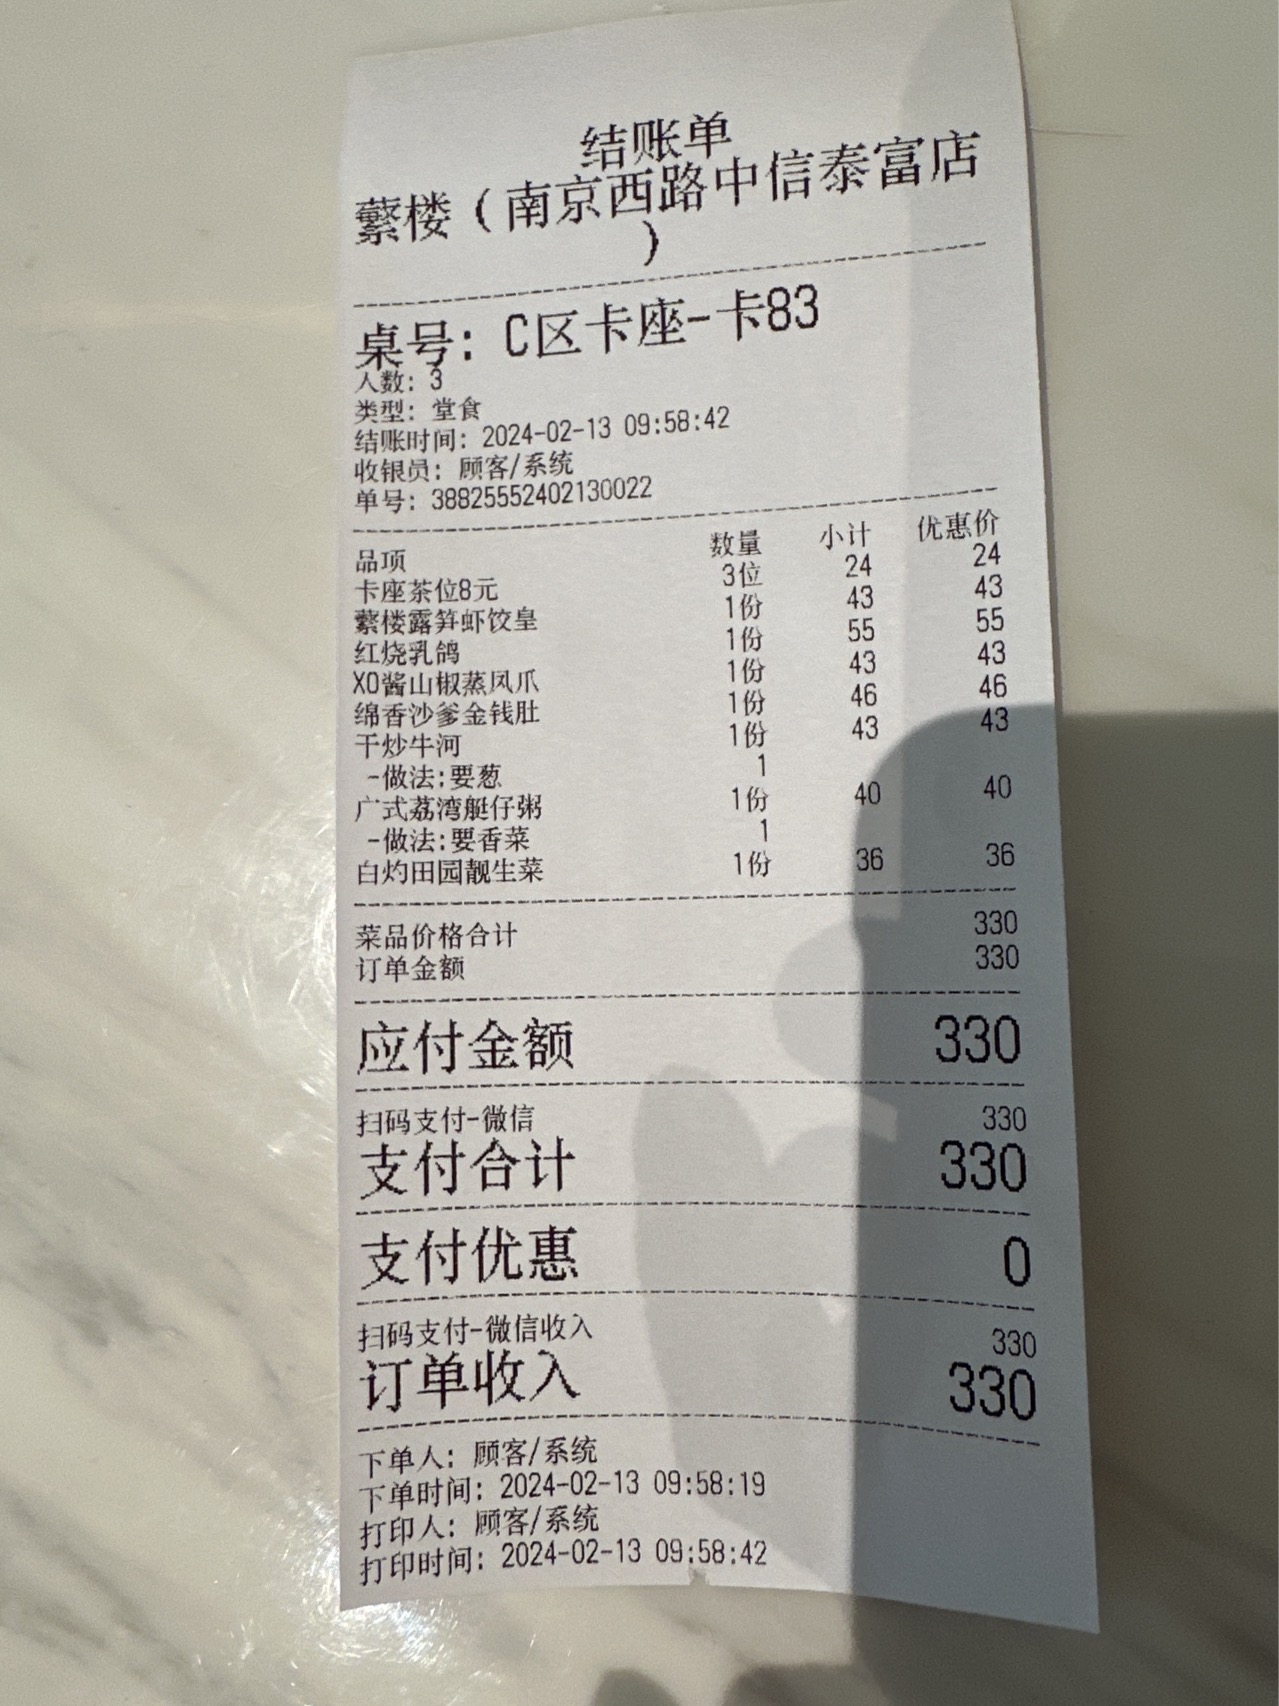 结账单
蘩楼（南京西路中信泰富店
）
桌号：C区卡座-卡83
人数：3
类型：堂食
结账时间：2024-02-13 09:58:42
收银员：顾客/系统
单号：38825552402130022
品项 数量 小计 优惠价
卡座茶位8元 3位 24 24
蘩楼露笋虾饺皇 1份 43 43
红烧乳鸽 1份 55 55
XO酱山椒蒸凤爪 1份 43 43
绵香沙爹金钱肚 1份 46 46
干炒牛河 1份 43 43
-做法:要葱 1
广式荔湾艇仔粥 1份 40 40
-做法:要香菜 1
白灼田园靓生菜 1份 36 36
菜品价格合计 330
订单金额 330
应付金额 330
扫码支付-微信 330
支付合计 330
支付优惠 0
扫码支付-微信收入 330
订单收入 330
下单人：顾客/系统
下单时间：2024-02-13 09:58:19
打印人：顾客/系统
打印时间：2024-02-13 09:58:42